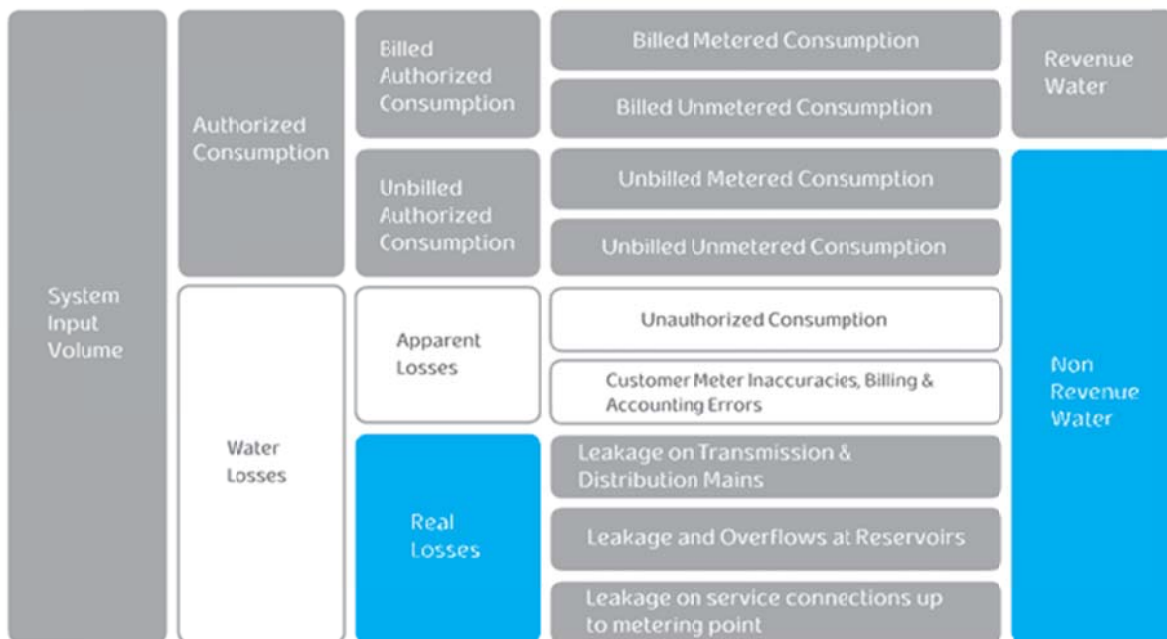 System
Input
Volume
Authorized
Consumption
Water
Losses
Billed
Authorized
Consumption
Unbilled
Authorized
Consumption
Apparent
Losses
Real
Losses
Billed Metered Consumption
Billed Unmetered Consumption
Unbilled Metered Consumption
Unbilled Unmetered Consumption
Unauthorized Consumption
Customer Meter Inaccuracies, Billing &
Accounting Errors
Leakage on Transmission &
Distribution Mains
Leakage and Overflows at Reservoirs
Leakage on service connections up
to metering point
Revenue
Water
Non
Revenue
Water